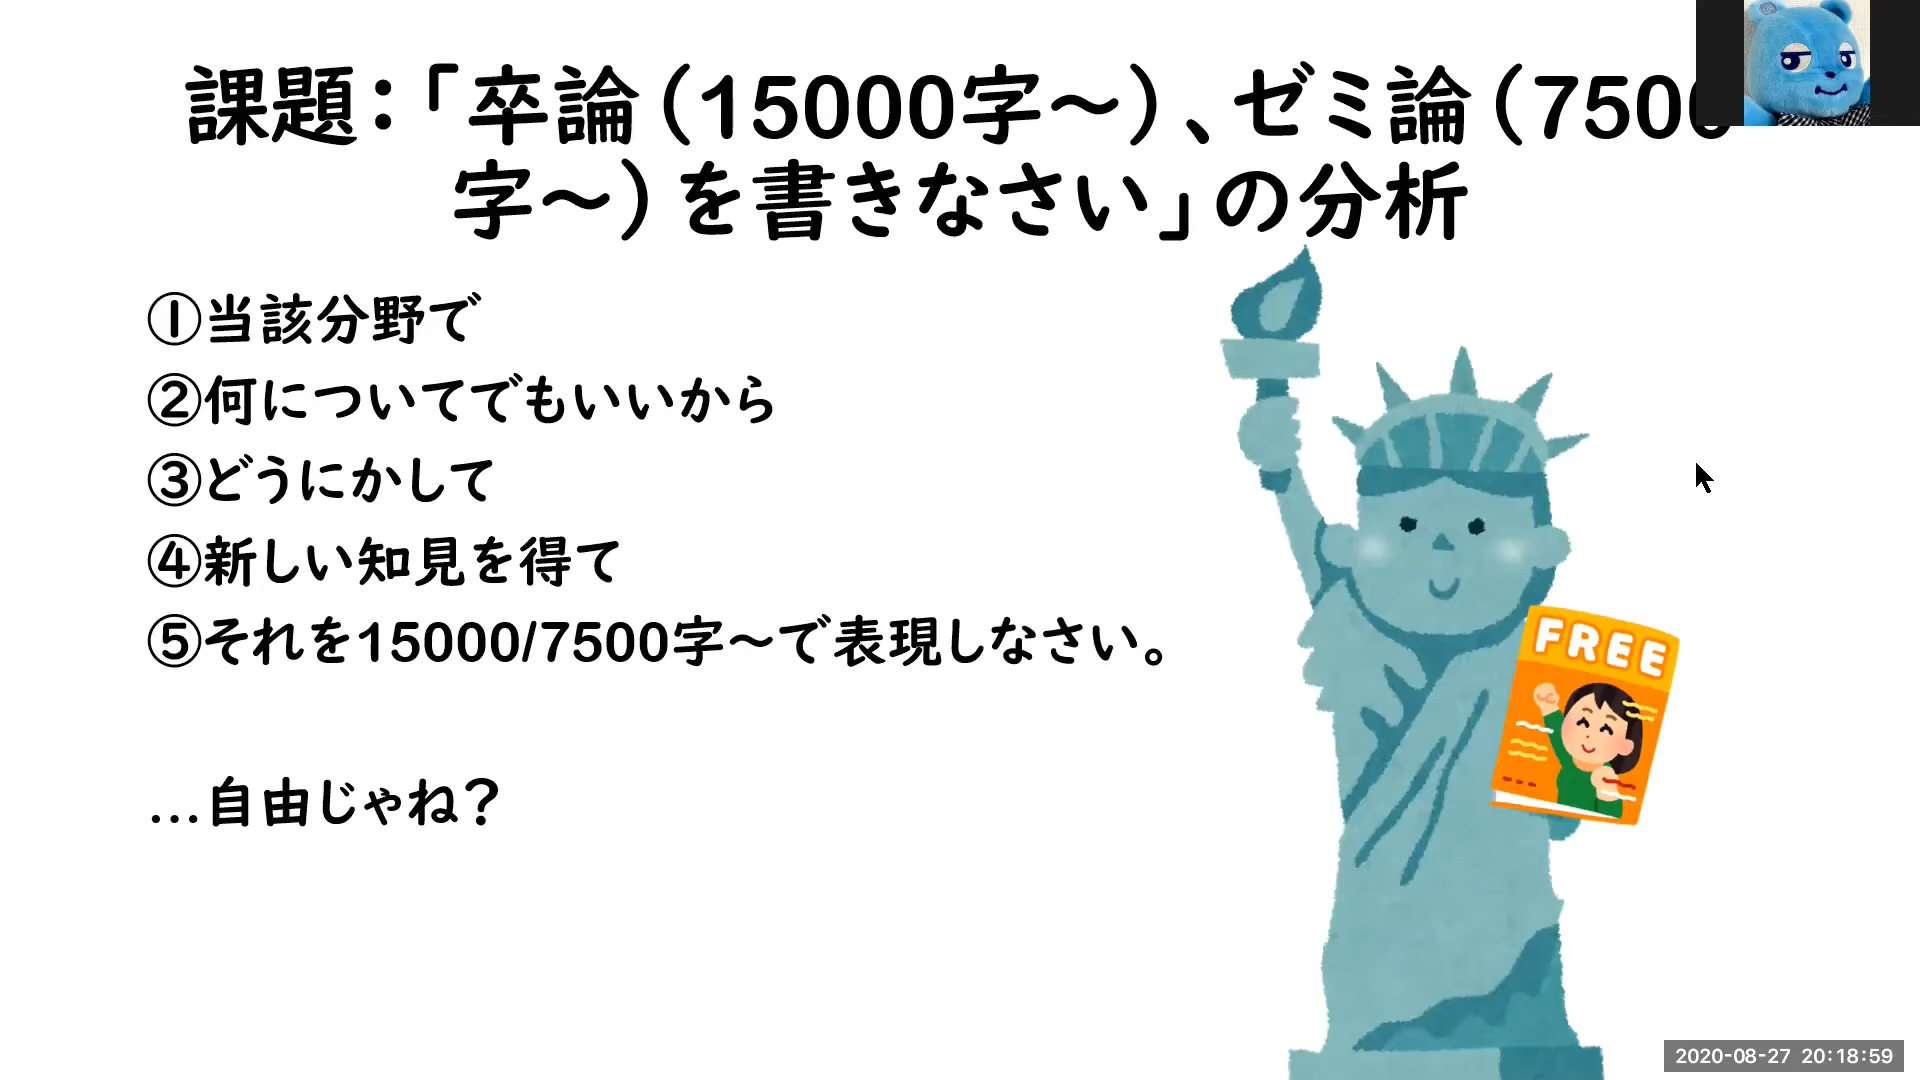 課題：「卒論（15000字～）、ゼミ論（7500
字～）を書きなさい」の分析
①当該分野で
②何についてでもいいから
③どうにかして
④新しい知見を得て
⑤それを15000/7500字～で表現しなさい。
…自由じゃね？
FREE
2020-08-27 20:18:59